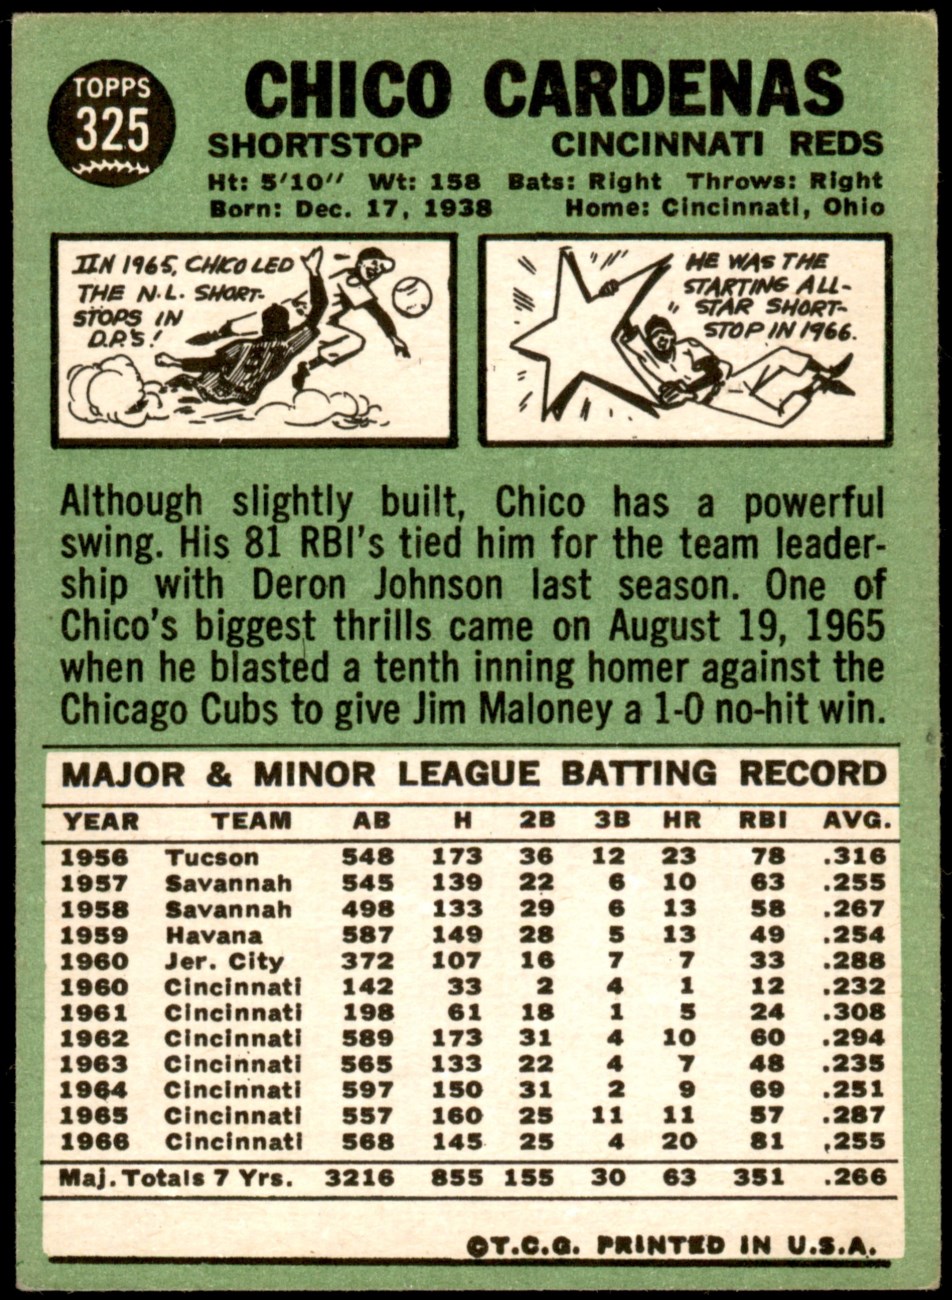 TOPPS
325
CHICO CARDENAS
SHORTSTOP CINCINNATI REDS
Ht: 5'10" Wt: 158 Bats: Right Throws: Right
Born: Dec. 17, 1938 Home: Cincinnati, Ohio
IN 1965, CHICO LED
THE N.L. SHORT-
STOPS IN
D.P.'S!
HE WAS THE
STARTING ALL-
STAR SHORT-
STOP IN 1966.
Although slightly built, Chico has a powerful
swing. His 81 RBI's tied him for the team leader-
ship with Deron Johnson last season. One of
Chico's biggest thrills came on August 19, 1965
when he blasted a tenth inning homer against the
Chicago Cubs to give Jim Maloney a 1-0 no-hit win.
MAJOR & MINOR LEAGUE BATTING RECORD
YEAR TEAM AB H 2B 3B HR RBI AVG.
1956 Tucson 548 173 36 12 23 78 .316
1957 Savannah 545 139 22 6 10 63 .255
1958 Savannah 498 133 29 6 13 58 .267
1959 Havana 587 149 28 5 13 49 .254
1960 Jer. City 372 107 16 7 7 33 .288
1960 Cincinnati 142 33 2 4 1 12 .232
1961 Cincinnati 198 61 18 1 5 24 .308
1962 Cincinnati 589 173 31 4 10 60 .294
1963 Cincinnati 565 133 22 4 7 48 .235
1964 Cincinnati 597 150 31 2 9 69 .251
1965 Cincinnati 557 160 25 11 11 57 .287
1966 Cincinnati 568 145 25 4 20 81 .255
Maj. Totals 7 Yrs. 3216 855 155 30 63 351 .266
©T.C.G. PRINTED IN U.S.A.